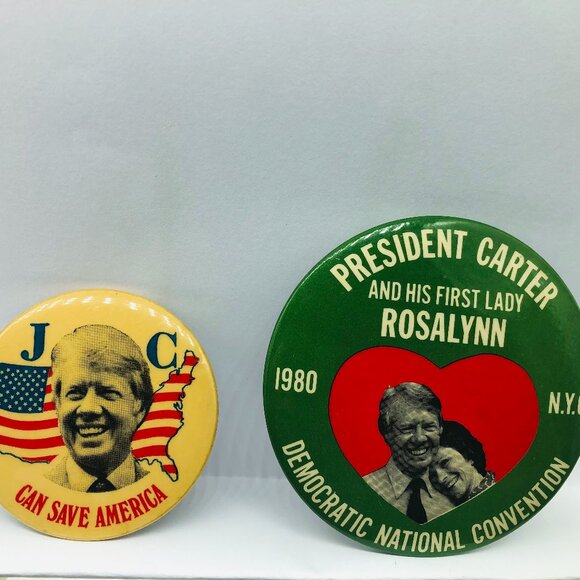 J C
CAN SAVE AMERICA
PRESIDENT CARTER
AND HIS FIRST LADY
ROSALYNN
1980
N.Y.
DEMOCRATIC NATIONAL CONVENTION